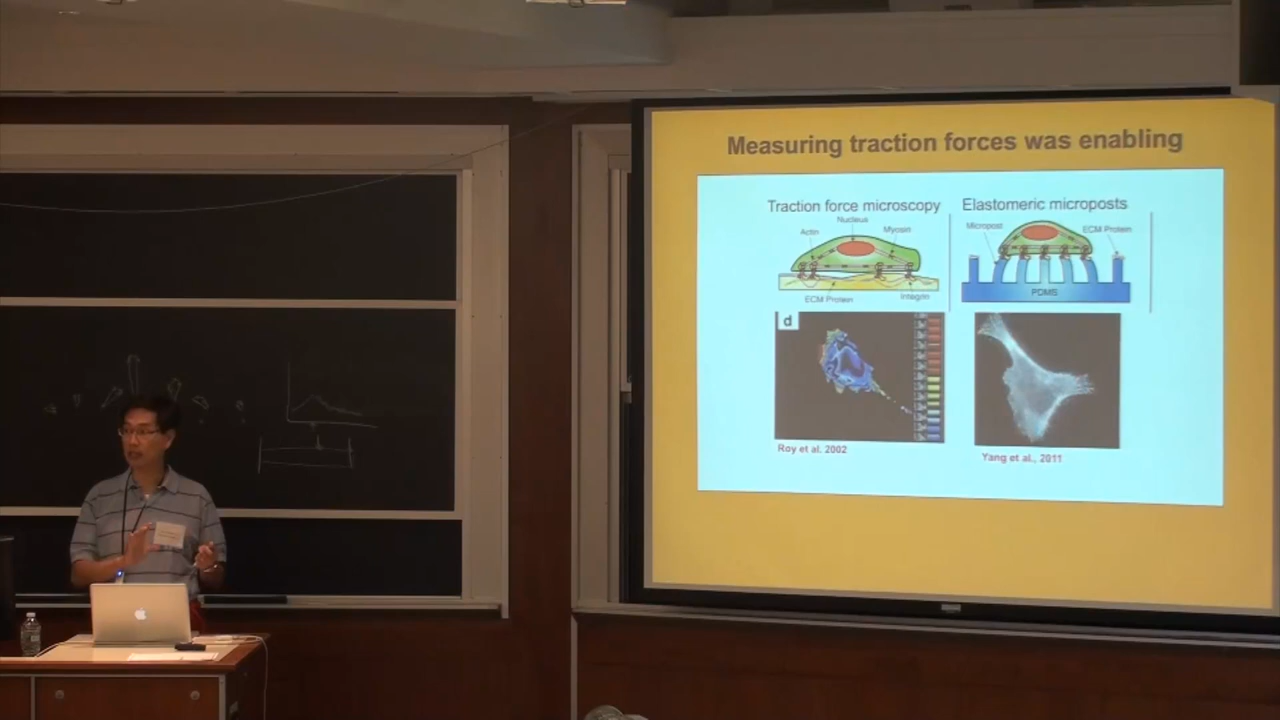 Measuring traction forces was enabling
Traction force microscopy
Elastomeric microposts
Nucleus
Actin
Myosin
ECM Protein
Integrin
Micropost
ECM Protein
PDMS
d
Roy et al. 2002
Yang et al., 2011